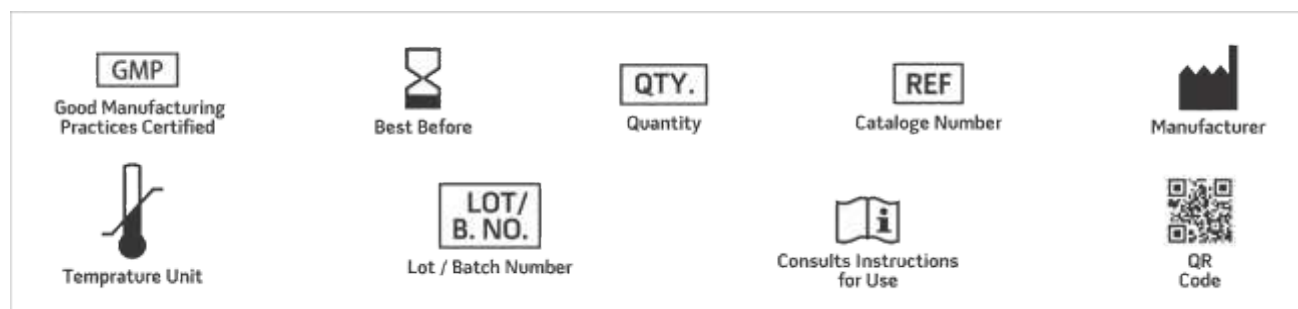 GMP
Good Manufacturing
Practices Certified
Best Before
QTY.
Quantity
REF
Cataloge Number
Manufacturer
Temprature Unit
LOT/
B. NO.
Lot / Batch Number
i
Consults Instructions
for Use
QR
Code